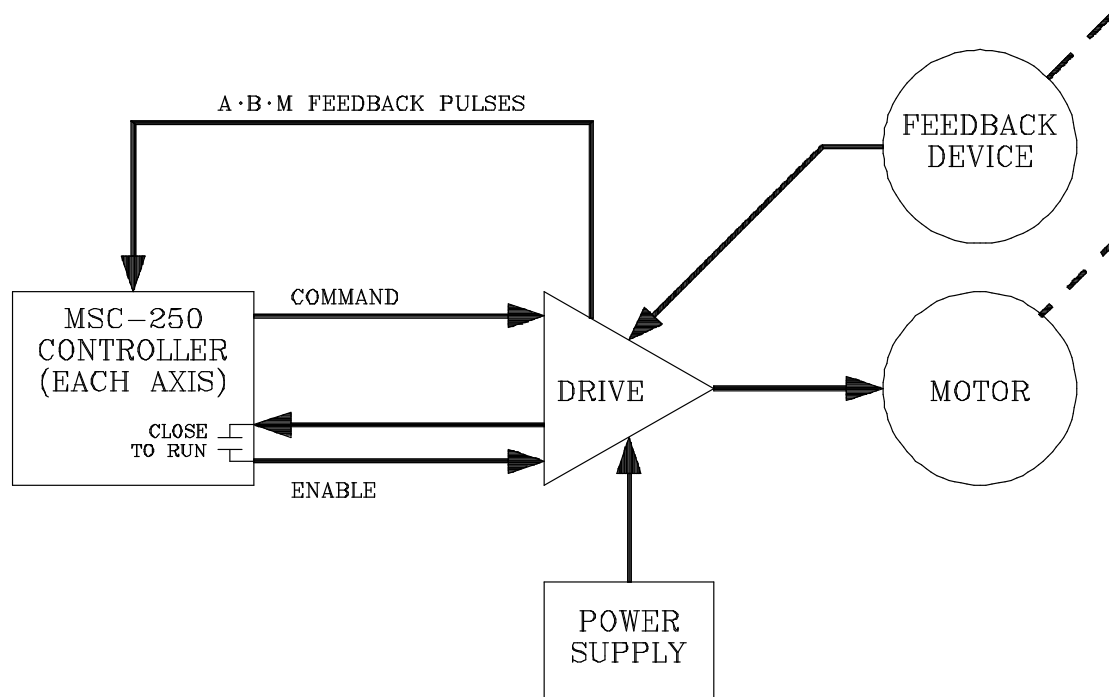 A·B·M FEEDBACK PULSES
FEEDBACK
DEVICE
MSC-250
CONTROLLER
(EACH AXIS)
COMMAND
DRIVE
MOTOR
CLOSE
TO RUN
ENABLE
POWER
SUPPLY